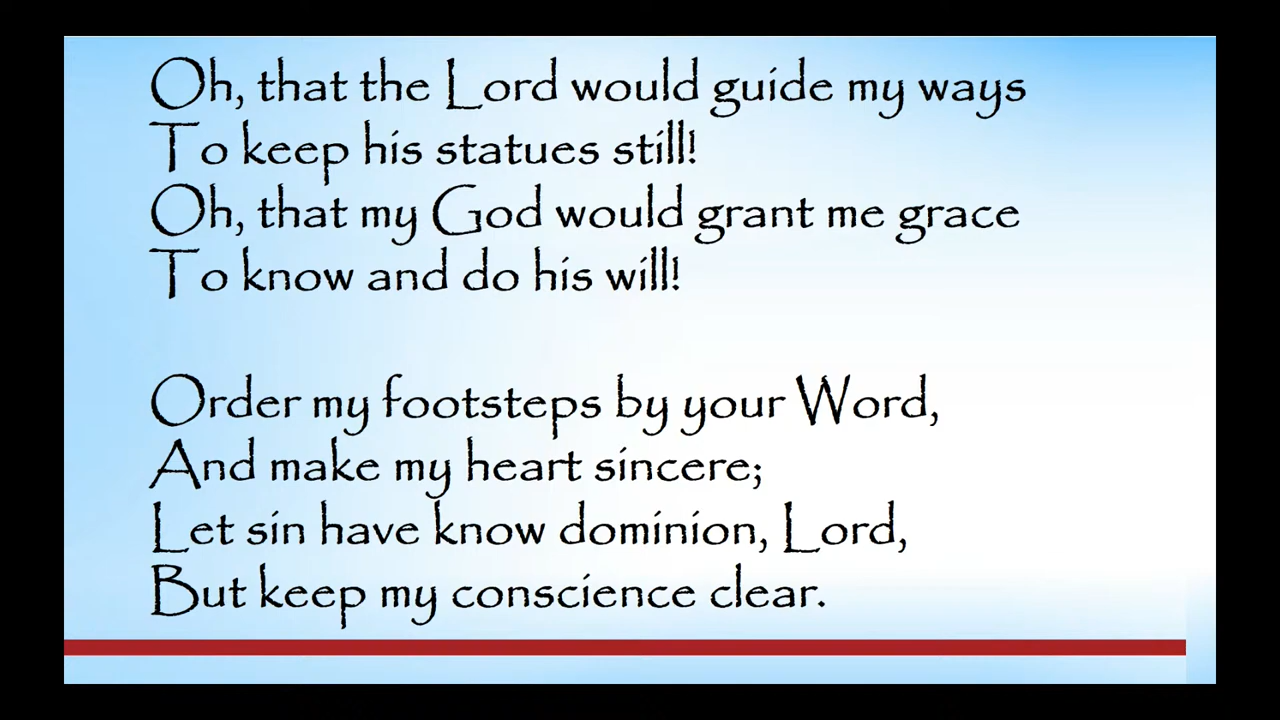 Oh, that the Lord would guide my ways
To keep his statues still!
Oh, that my God would grant me grace
To know and do his will!
Order my footsteps by your Word,
And make my heart sincere;
Let sin have know dominion, Lord,
But keep my conscience clear.